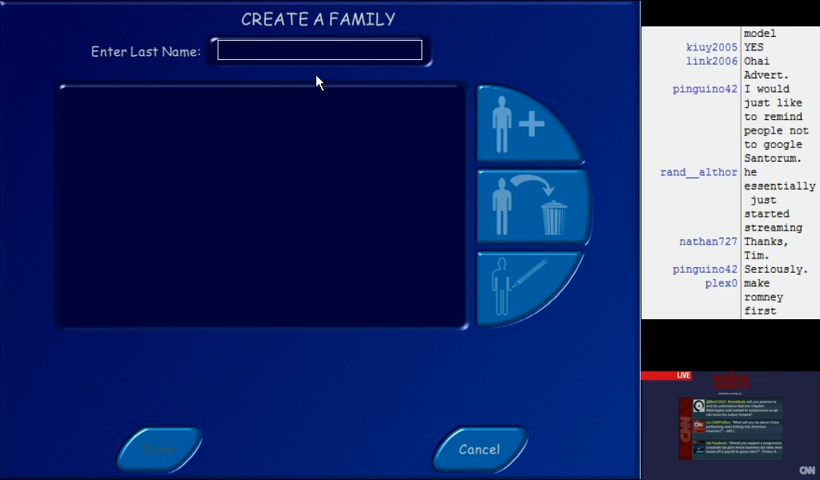 CREATE A FAMILY
Enter Last Name:
Done
Cancel
model
kiuy2005 YES
link2006 Ohai
Advert.
pinguino42 I would
just like
to remind
people not
to google
Santorum.
rand__althor he
essentially
just
started
streaming
nathan727 Thanks,
Tim.
pinguino42 Seriously.
plex0 make
romney
first
LIVE
CNN
CNN